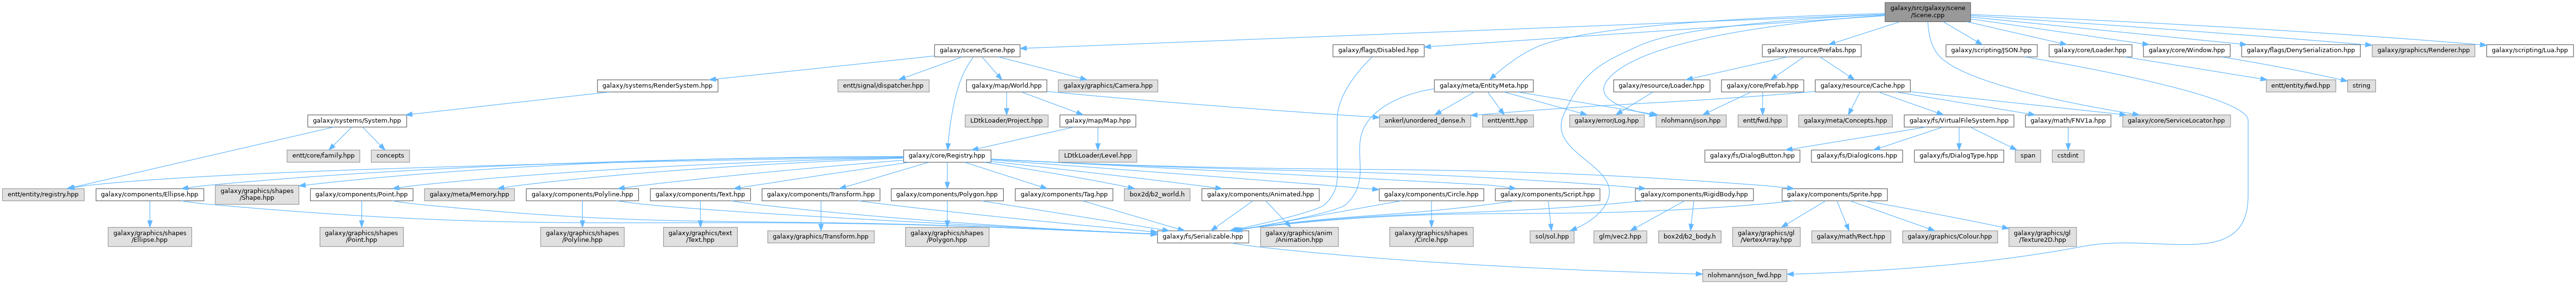 galaxy/src/galaxy/scene
/Scene.cpp
galaxy/scene/Scene.hpp
galaxy/flags/Disabled.hpp
galaxy/resource/Prefabs.hpp
galaxy/scripting/JSON.hpp
galaxy/core/Loader.hpp
galaxy/core/Window.hpp
galaxy/flags/DenySerialization.hpp
galaxy/graphics/Renderer.hpp
galaxy/scripting/Lua.hpp
galaxy/systems/RenderSystem.hpp
entt/signal/dispatcher.hpp
galaxy/map/World.hpp
galaxy/graphics/Camera.hpp
galaxy/meta/EntityMeta.hpp
galaxy/resource/Loader.hpp
galaxy/core/Prefab.hpp
galaxy/resource/Cache.hpp
entt/entity/fwd.hpp
string
galaxy/systems/System.hpp
LDtkLoader/Project.hpp
galaxy/map/Map.hpp
ankerl/unordered_dense.h
entt/entt.hpp
galaxy/error/Log.hpp
nlohmann/json.hpp
entt/fwd.hpp
galaxy/meta/Concepts.hpp
galaxy/fs/VirtualFileSystem.hpp
galaxy/math/FNV1a.hpp
galaxy/core/ServiceLocator.hpp
entt/core/family.hpp
concepts
galaxy/core/Registry.hpp
LDtkLoader/Level.hpp
galaxy/fs/DialogButton.hpp
galaxy/fs/DialogIcons.hpp
galaxy/fs/DialogType.hpp
span
cstdint
entt/entity/registry.hpp
galaxy/components/Ellipse.hpp
galaxy/graphics/shapes
/Shape.hpp
galaxy/components/Point.hpp
galaxy/meta/Memory.hpp
galaxy/components/Polyline.hpp
galaxy/components/Text.hpp
galaxy/components/Transform.hpp
galaxy/components/Polygon.hpp
galaxy/components/Tag.hpp
box2d/b2_world.h
galaxy/components/Animated.hpp
galaxy/components/Circle.hpp
galaxy/components/Script.hpp
galaxy/components/RigidBody.hpp
galaxy/components/Sprite.hpp
galaxy/graphics/shapes
/Ellipse.hpp
galaxy/graphics/shapes
/Point.hpp
galaxy/graphics/shapes
/Polyline.hpp
galaxy/graphics/text
/Text.hpp
galaxy/graphics/Transform.hpp
galaxy/graphics/shapes
/Polygon.hpp
galaxy/fs/Serializable.hpp
galaxy/graphics/anim
/Animation.hpp
galaxy/graphics/shapes
/Circle.hpp
sol/sol.hpp
glm/vec2.hpp
box2d/b2_body.h
galaxy/graphics/gl
/VertexArray.hpp
galaxy/math/Rect.hpp
galaxy/graphics/Colour.hpp
galaxy/graphics/gl
/Texture2D.hpp
nlohmann/json_fwd.hpp